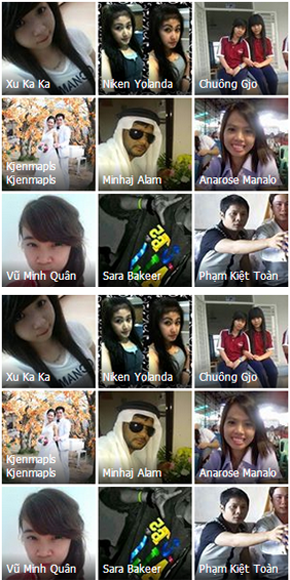 Xu Ka Ka
Niken Yolanda
Chuông Gjo
Kjenmapls
Kjenmapls
Minhaj Alam
Anarose Manalo
Vũ Minh Quân
Sara Bakeer
Phạm Kiệt Toàn
Xu Ka Ka
Niken Yolanda
Chuông Gjo
Kjenmapls
Kjenmapls
Minhaj Alam
Anarose Manalo
Vũ Minh Quân
Sara Bakeer
Phạm Kiệt Toàn